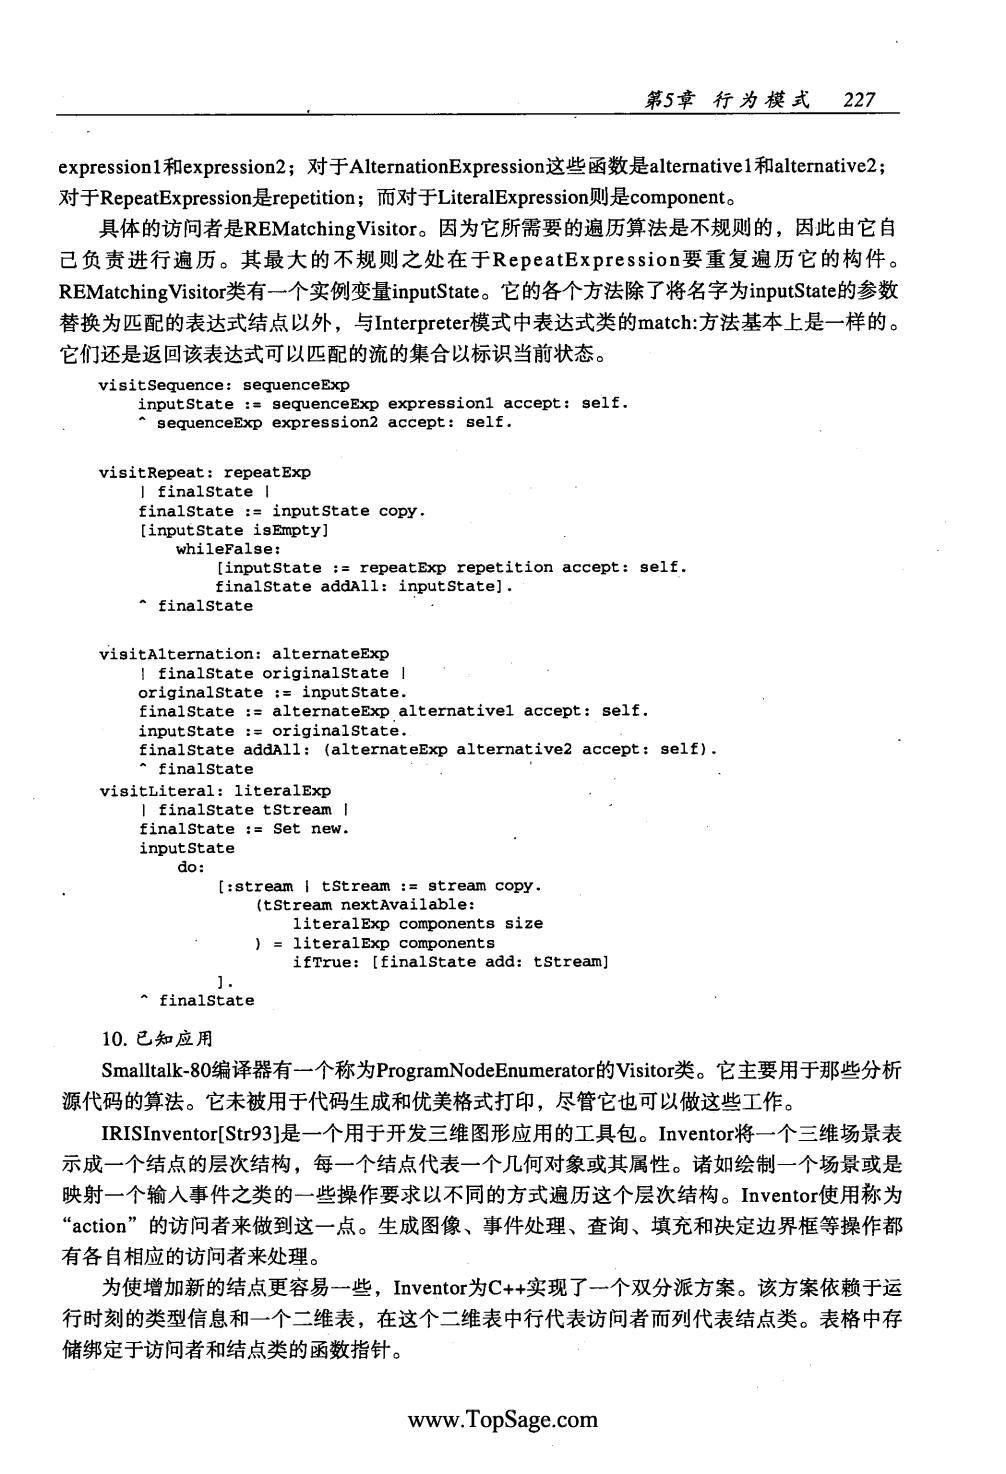 第5章 行为模式 227
expression1和expression2；对于AlternationExpression这些函数是alternative1和alternative2；
对于RepeatExpression是repetition；而对于LiteralExpression则是component。
具体的访问者是REMatchingVisitor。因为它所需要的遍历算法是不规则的，因此由它自
己负责进行遍历。其最大的不规则之处在于RepeatExpression要重复遍历它的构件。
REMatchingVisitor类有一个实例变量inputState。它的各个方法除了将名字为inputState的参数
替换为匹配的表达式结点以外，与Interpreter模式中表达式类的match:方法基本上是一样的。
它们还是返回该表达式可以匹配的流的集合以标识当前状态。
visitSequence: sequenceExp
inputState := sequenceExp expression1 accept: self.
^ sequenceExp expression2 accept: self.
visitRepeat: repeatExp
| finalState |
finalState := inputState copy.
[inputState isEmpty]
whileFalse:
[inputState := repeatExp repetition accept: self.
finalState addAll: inputState].
^ finalState
visitAlternation: alternateExp
| finalState originalState |
originalState := inputState.
finalState := alternateExp alternative1 accept: self.
inputState := originalState.
finalState addAll: (alternateExp alternative2 accept: self).
^ finalState
visitLiteral: literalExp
| finalState tStream |
finalState := Set new.
inputState
do:
[:stream | tStream := stream copy.
(tStream nextAvailable:
literalExp components size
) = literalExp components
ifTrue: [finalState add: tStream]
].
^ finalState
10. 已知应用
Smalltalk-80编译器有一个称为ProgramNodeEnumerator的Visitor类。它主要用于那些分析
源代码的算法。它未被用于代码生成和优美格式打印，尽管它也可以做这些工作。
IRISInventor[Str93]是一个用于开发三维图形应用的工具包。Inventor将一个三维场景表
示成一个结点的层次结构，每一个结点代表一个几何对象或其属性。诸如绘制一个场景或是
映射一个输入事件之类的一些操作要求以不同的方式遍历这个层次结构。Inventor使用称为
“action”的访问者来做到这一点。生成图像、事件处理、查询、填充和决定边界框等操作都
有各自相应的访问者来处理。
为使增加新的结点更容易一些，Inventor为C++实现了一个双分派方案。该方案依赖于运
行时刻的类型信息和一个二维表，在这个二维表中行代表访问者而列代表结点类。表格中存
储绑定于访问者和结点类的函数指针。
www.TopSage.com